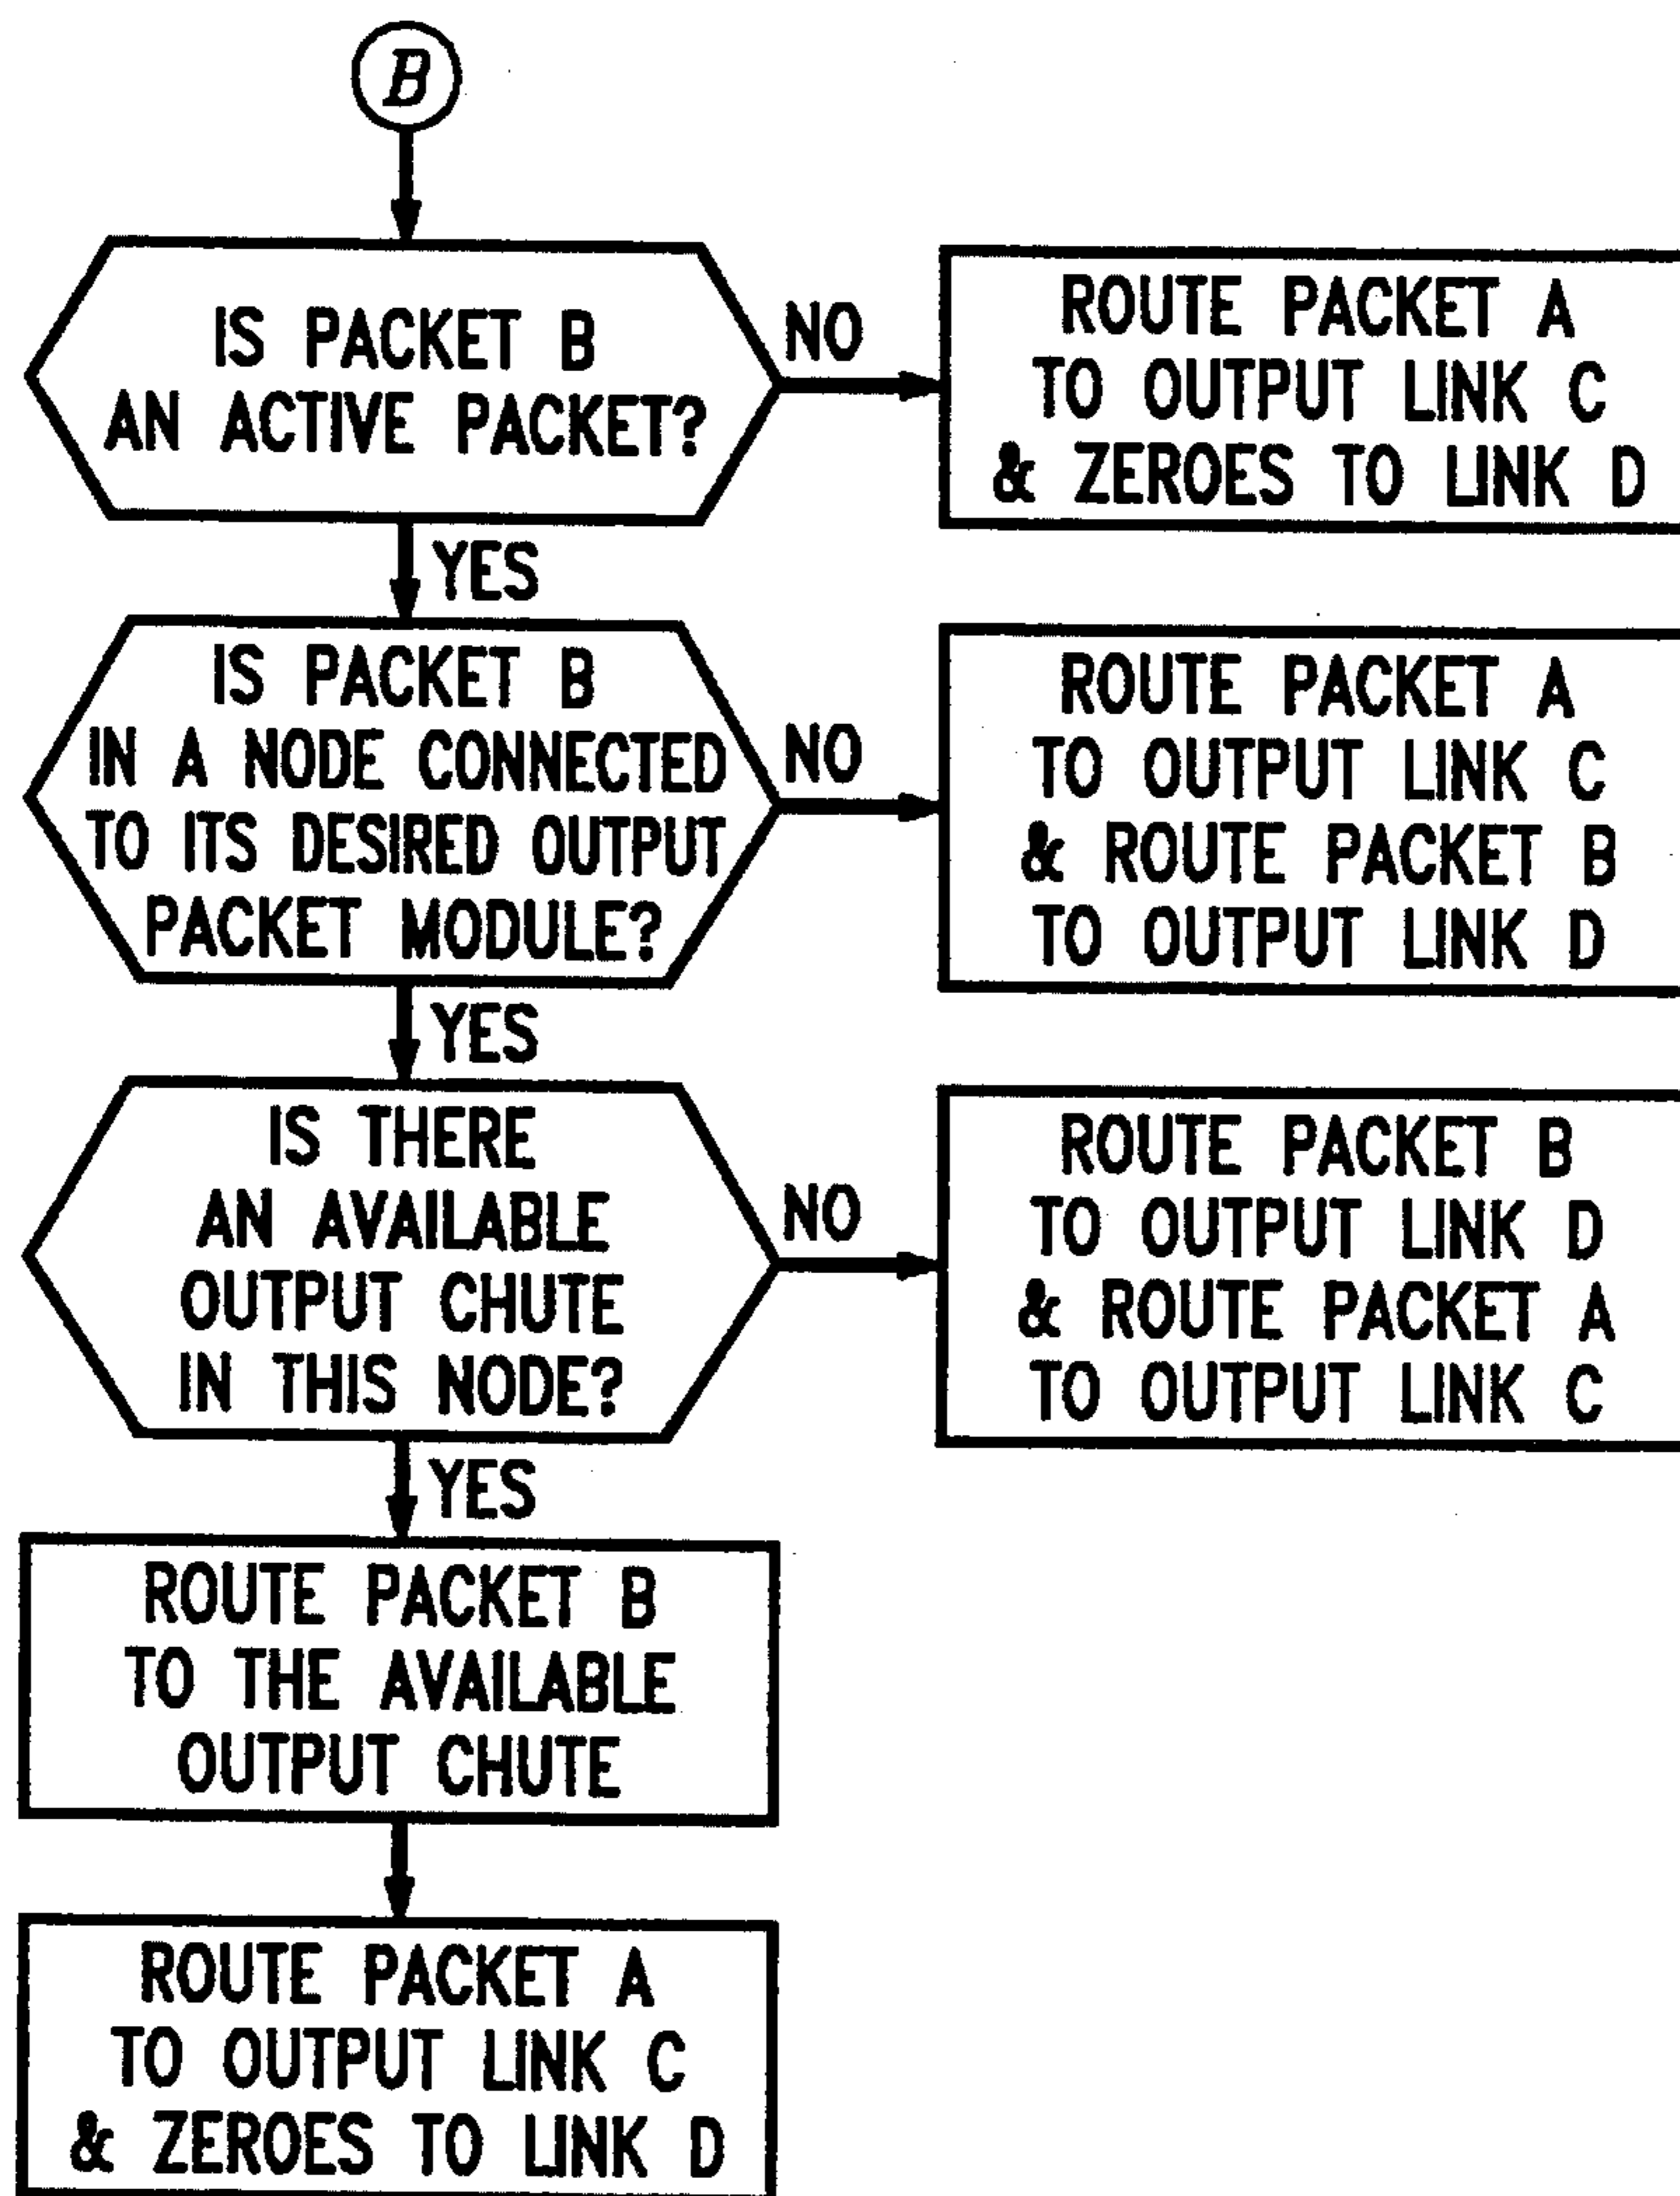 B
IS PACKET B
AN ACTIVE PACKET?
NO
ROUTE PACKET A
TO OUTPUT LINK C
& ZEROES TO LINK D
YES
IS PACKET B
IN A NODE CONNECTED
TO ITS DESIRED OUTPUT
PACKET MODULE?
NO
ROUTE PACKET A
TO OUTPUT LINK C
& ROUTE PACKET B
TO OUTPUT LINK D
YES
IS THERE
AN AVAILABLE
OUTPUT CHUTE
IN THIS NODE?
NO
ROUTE PACKET B
TO OUTPUT LINK D
& ROUTE PACKET A
TO OUTPUT LINK C
YES
ROUTE PACKET B
TO THE AVAILABLE
OUTPUT CHUTE
ROUTE PACKET A
TO OUTPUT LINK C
& ZEROES TO LINK D